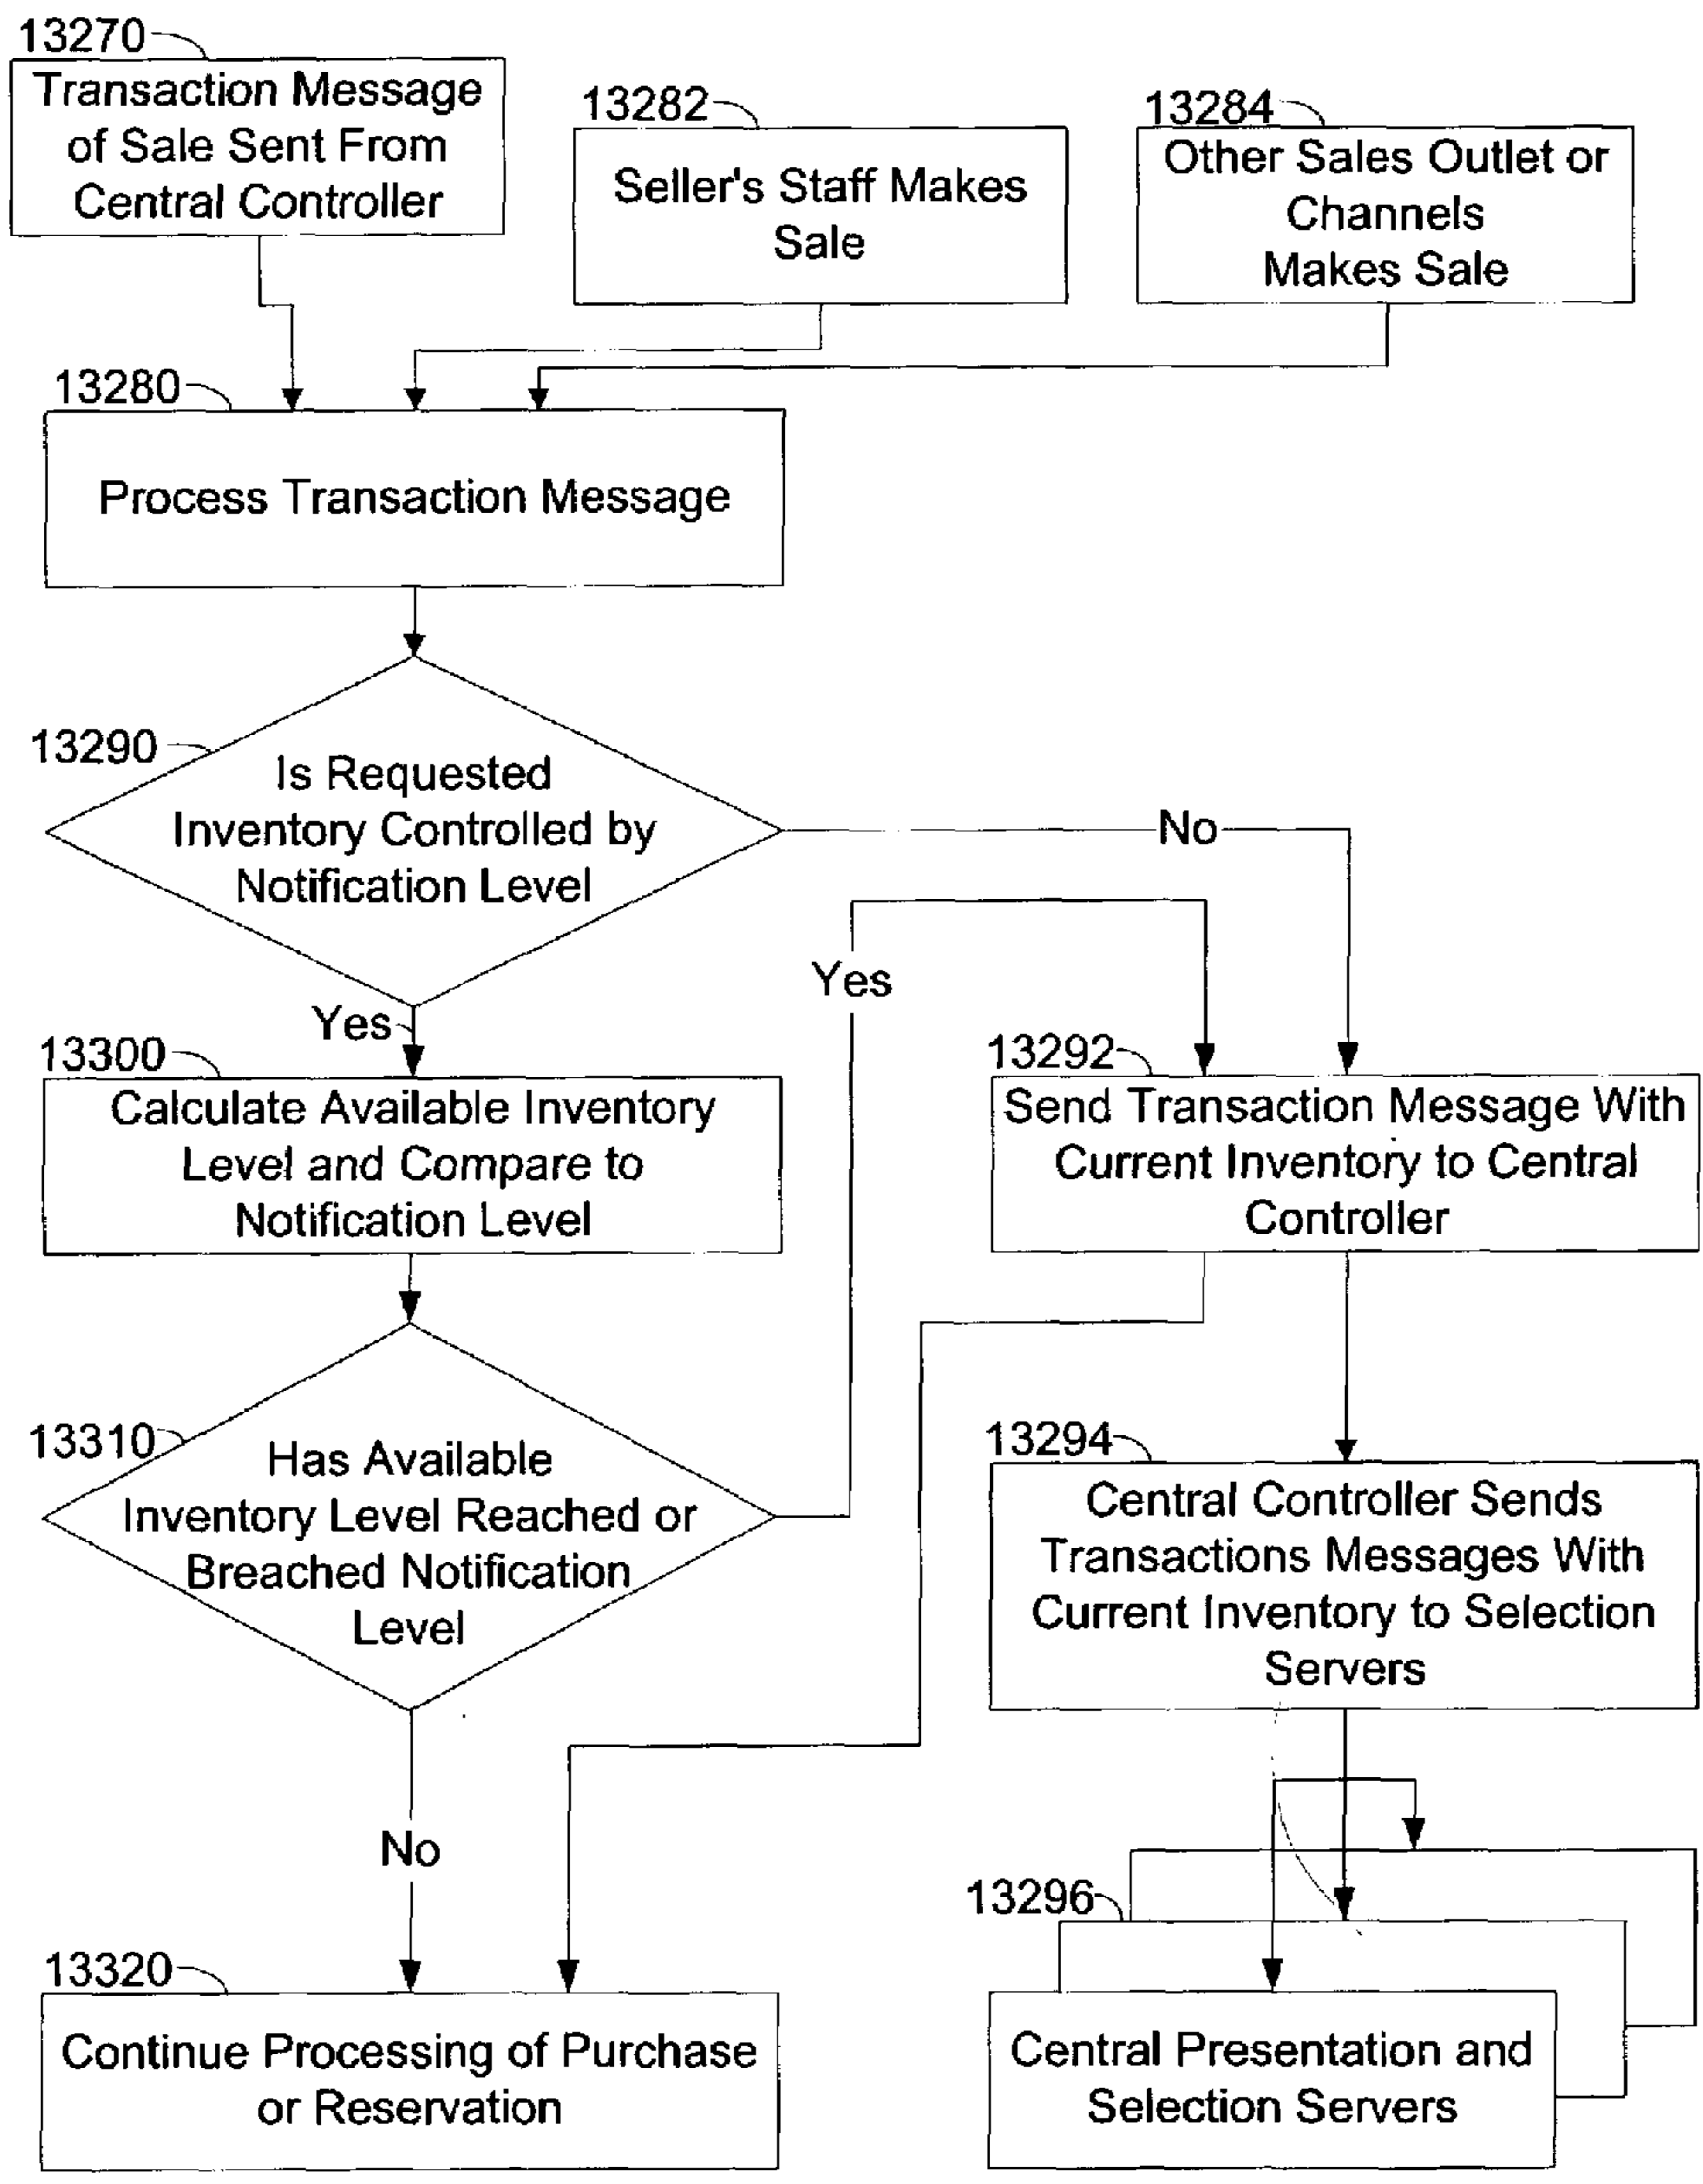 13270
Transaction Message
of Sale Sent From
Central Controller
13282
Seller's Staff Makes
Sale
13284
Other Sales Outlet or
Channels
Makes Sale
13280
Process Transaction Message
13290
Is Requested
Inventory Controlled by
Notification Level
No
Yes
Yes
13300
Calculate Available Inventory
Level and Compare to
Notification Level
13292
Send Transaction Message With
Current Inventory to Central
Controller
13310
Has Available
Inventory Level Reached or
Breached Notification
Level
13294
Central Controller Sends
Transactions Messages With
Current Inventory to Selection
Servers
No
13296
13320
Continue Processing of Purchase
or Reservation
Central Presentation and
Selection Servers